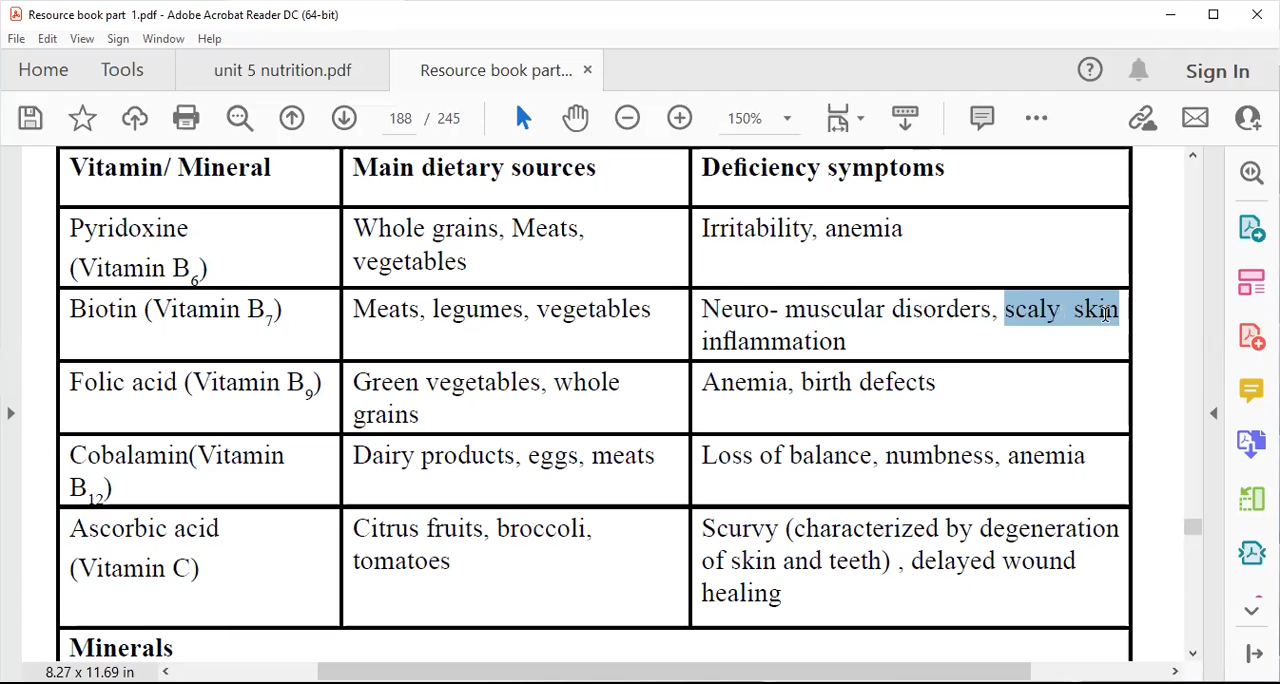 Resource book part 1.pdf - Adobe Acrobat Reader DC (64-bit)
File Edit View Sign Window Help
Home Tools unit 5 nutrition.pdf Resource book part... × Sign In
188 / 245 150%
Vitamin/ Mineral Main dietary sources Deficiency symptoms
Pyridoxine
(Vitamin B6)
Whole grains, Meats,
vegetables
Irritability, anemia
Biotin (Vitamin B7)
Meats, legumes, vegetables
Neuro- muscular disorders, scaly skin
inflammation
Folic acid (Vitamin B9)
Green vegetables, whole
grains
Anemia, birth defects
Cobalamin(Vitamin
B12)
Dairy products, eggs, meats
Loss of balance, numbness, anemia
Ascorbic acid
(Vitamin C)
Citrus fruits, broccoli,
tomatoes
Scurvy (characterized by degeneration
of skin and teeth) , delayed wound
healing
Minerals
8.27 x 11.69 in